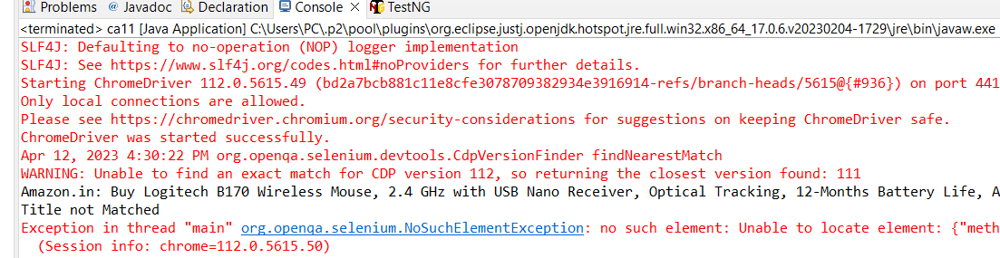 Problems @ Javadoc Declaration Console × TestNG
<terminated> ca11 [Java Application] C:\Users\PC\.p2\pool\plugins\org.eclipse.justj.openjdk.hotspot.jre.full.win32.x86_64_17.0.6.v20230204-1729\jre\bin\javaw.exe
SLF4J: Defaulting to no-operation (NOP) logger implementation
SLF4J: See https://www.slf4j.org/codes.html#noProviders for further details.
Starting ChromeDriver 112.0.5615.49 (bd2a7bcb881c11e8cfe3078709382934e3916914-refs/branch-heads/5615@{#936}) on port 441
Only local connections are allowed.
Please see https://chromedriver.chromium.org/security-considerations for suggestions on keeping ChromeDriver safe.
ChromeDriver was started successfully.
Apr 12, 2023 4:30:22 PM org.openqa.selenium.devtools.CdpVersionFinder findNearestMatch
WARNING: Unable to find an exact match for CDP version 112, so returning the closest version found: 111
Amazon.in: Buy Logitech B170 Wireless Mouse, 2.4 GHz with USB Nano Receiver, Optical Tracking, 12-Months Battery Life, A
Title not Matched
Exception in thread "main" org.openqa.selenium.NoSuchElementException: no such element: Unable to locate element: {"meth
(Session info: chrome=112.0.5615.50)